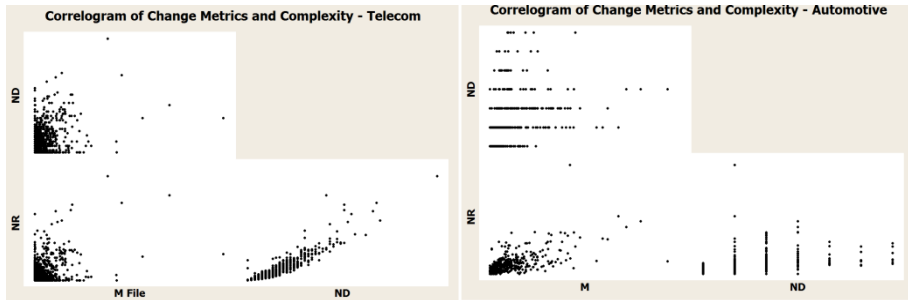 Correlogram of Change Metrics and Complexity - Telecom
ND
NR
M File
ND
Correlogram of Change Metrics and Complexity - Automotive
ND
NR
M
ND